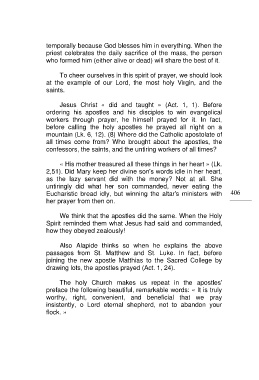 temporarily because God blesses him in everything. When the
priest celebrates the daily sacrifice of the mass, the person
who formed him (either alive or dead) will share the best of it.
To cheer ourselves in this spirit of prayer, we should look
at the example of our Lord, the most holy Virgin, and the
saints.
Jesus Christ « did and taught » (Act. 1, 1). Before
ordering his apostles and his disciples to win evangelical
workers through prayer, he himself prayed for it. In fact,
before calling the holy apostles he prayed all night on a
mountain (Lk. 6, 12). (8) Where did the Catholic apostolate of
all times come from? Who brought about the apostles, the
confessors, the saints, and the untiring workers of all times?
« His mother treasured all these things in her heart » (Lk.
2,51). Did Mary keep her divine son's words idle in her heart,
as the lazy servant did with the money? Not at all. She
untiringly did what her son commanded, never eating the
Eucharistic bread idly, but winning the altar's ministers with
her prayer from then on.
406
We think that the apostles did the same. When the Holy
Spirit reminded them what Jesus had said and commanded,
how they obeyed zealously!
Also Alapide thinks so when he explains the above
passages from St. Matthew and St. Luke. In fact, before
joining the new apostle Matthias to the Sacred College by
drawing lots, the apostles prayed (Act. 1, 24).
The holy Church makes us repeat in the apostles'
preface the following beautiful, remarkable words: « It is truly
worthy, right, convenient, and beneficial that we pray
insistently, o Lord eternal shepherd, not to abandon your
flock. »